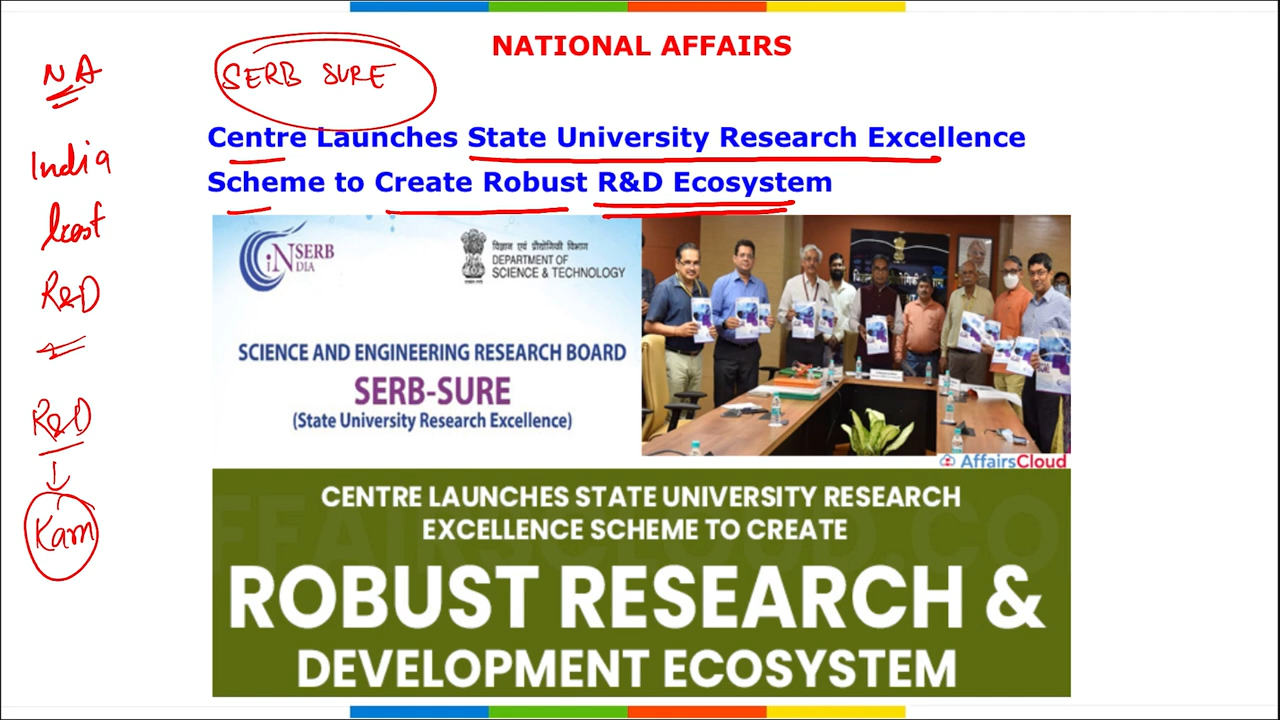 NATIONAL AFFAIRS
SERB SURE
NA
Centre Launches State University Research Excellence
Scheme to Create Robust R&D Ecosystem
India
R&D
R&D
Kam
SERB
iNDIA
विज्ञान एवं प्रौद्योगिकी विभाग
DEPARTMENT OF
SCIENCE & TECHNOLOGY
SCIENCE AND ENGINEERING RESEARCH BOARD
SERB-SURE
(State University Research Excellence)
AffairsCloud
CENTRE LAUNCHES STATE UNIVERSITY RESEARCH
EXCELLENCE SCHEME TO CREATE
ROBUST RESEARCH &
DEVELOPMENT ECOSYSTEM